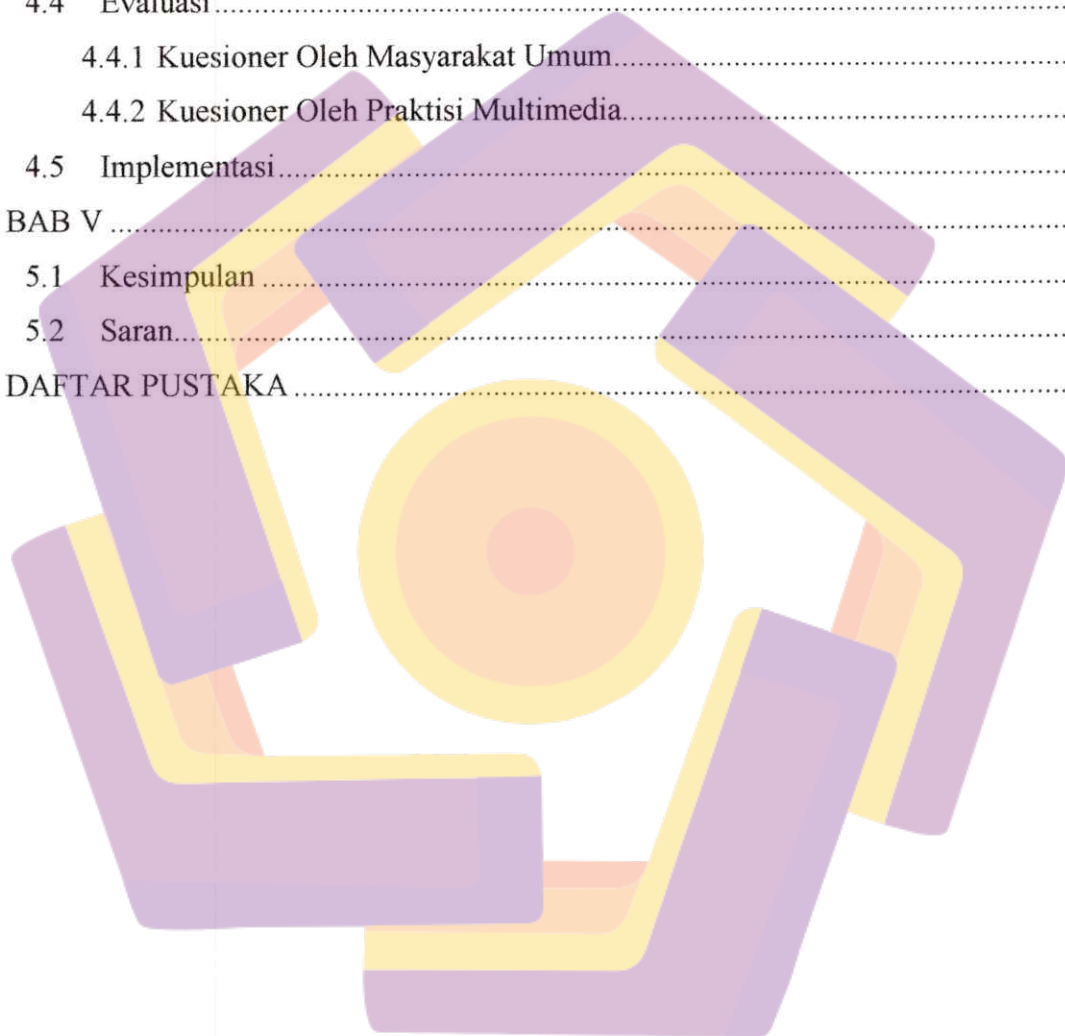 4.4 Evaluasi........................................................................
4.4.1 Kuesioner Oleh Masyarakat Umum........................................................
4.4.2 Kuesioner Oleh Praktisi Multimedia........................................................
4.5 Implementasi........................................................................
BAB V ........................................................................
5.1 Kesimpulan ........................................................................
5.2 Saran........................................................................
DAFTAR PUSTAKA ........................................................................